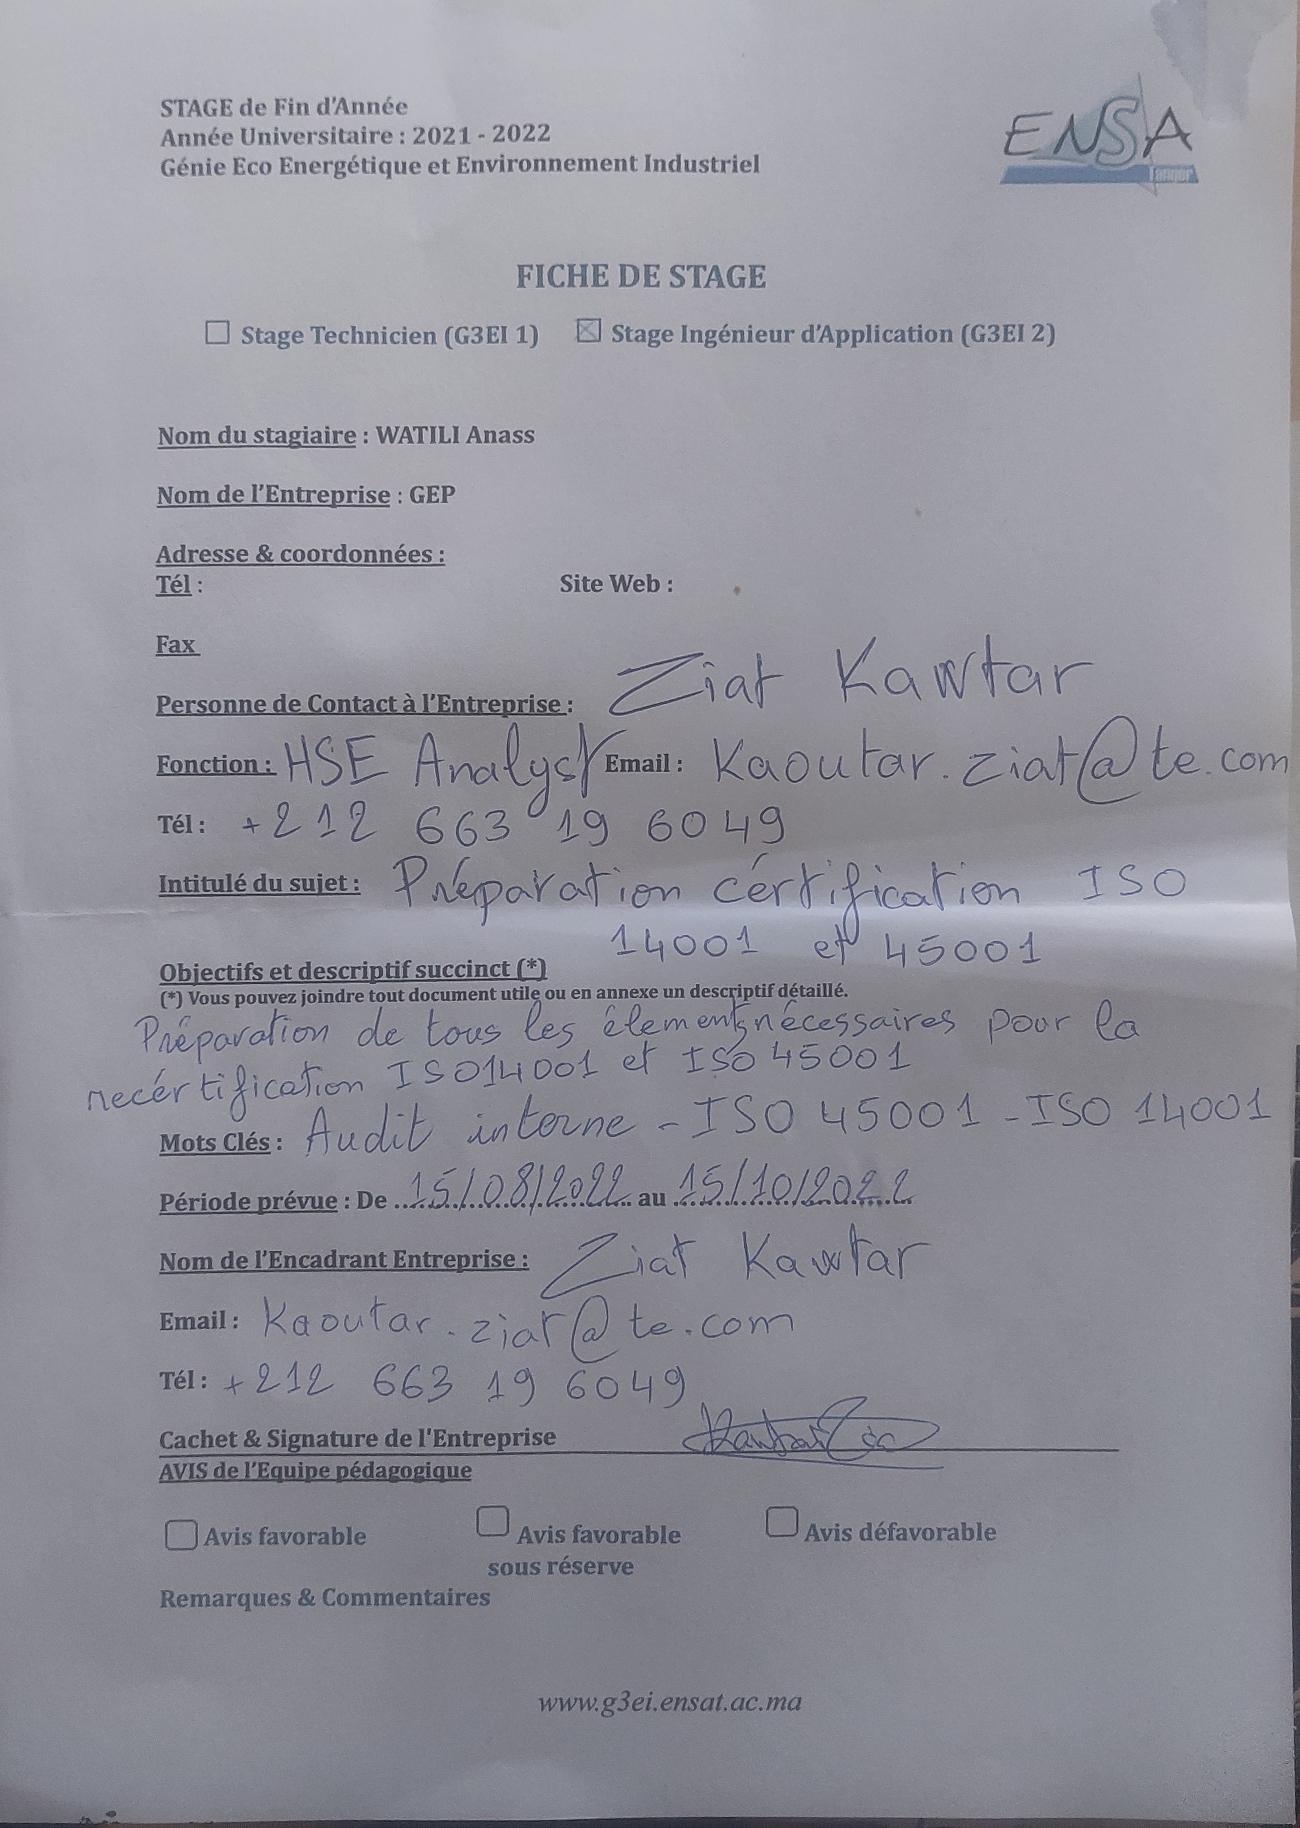 STAGE de Fin d'Année
Année Universitaire : 2021 - 2022
Génie Eco Energétique et Environnement Industriel
ENSA
Tanger
FICHE DE STAGE
Stage Technicien (G3EI 1) Stage Ingénieur d'Application (G3EI 2)
Nom du stagiaire : WATILI Anass
Nom de l'Entreprise : GEP
Adresse & coordonnées :
Tél : Site Web :
Fax
Personne de Contact à l'Entreprise : Ziat Kawtar
Fonction : HSE Analyst Email : Kaoutar.ziat@te.com
Tél : +212 663 19 6049
Intitulé du sujet : Préparation cértification ISO
14001 et 45001
Objectifs et descriptif succinct (*)
(*) Vous pouvez joindre tout document utile ou en annexe un descriptif détaillé.
Préparation de tous les élements nécessaires pour la
recértification ISO14001 et ISO 45001
Mots Clés : Audit interne - ISO 45001 - ISO 14001
Période prévue : De 15/08/2022 au 15/10/2022
Nom de l'Encadrant Entreprise : Ziat Kawtar
Email : Kaoutar.ziat@te.com
Tél : +212 663 19 6049
Cachet & Signature de l'Entreprise
AVIS de l'Equipe pédagogique
Avis favorable Avis favorable Avis défavorable
sous réserve
Remarques & Commentaires
www.g3ei.ensat.ac.ma